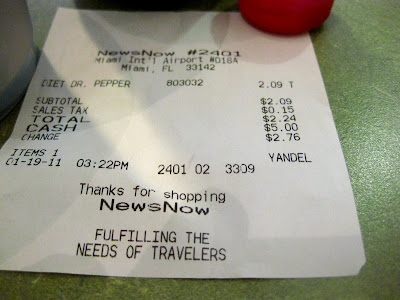 NewsNow #2401
Miami Int'l Airport #D18A
Miami, FL 33142
DIET DR. PEPPER 803032 2.09 T
SUBTOTAL $2.09
SALES TAX $0.15
TOTAL $2.24
CASH $5.00
CHANGE $2.76
ITEMS 1 YANDEL
01-19-11 03:22PM 2401 02 3309
Thanks for shopping
NewsNow
FULFILLING THE
NEEDS OF TRAVELERS